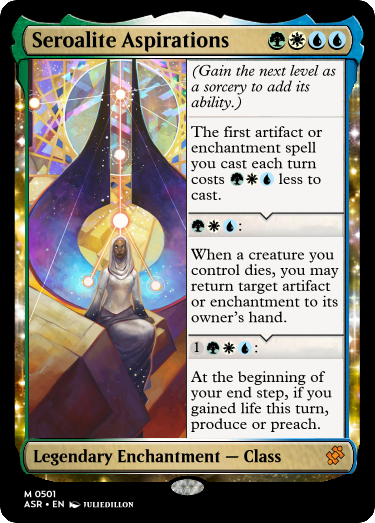 Seroalite Aspirations
(Gain the next level as
a sorcery to add its
ability.)
The first artifact or
enchantment spell
you cast each turn
costs less to
cast.
:
When a creature you
control dies, you may
return target artifact
or enchantment to its
owner's hand.
1 :
At the beginning of
your end step, if you
gained life this turn,
produce or preach.
Legendary Enchantment — Class
M 0501
ASR • EN JULIEDILLON